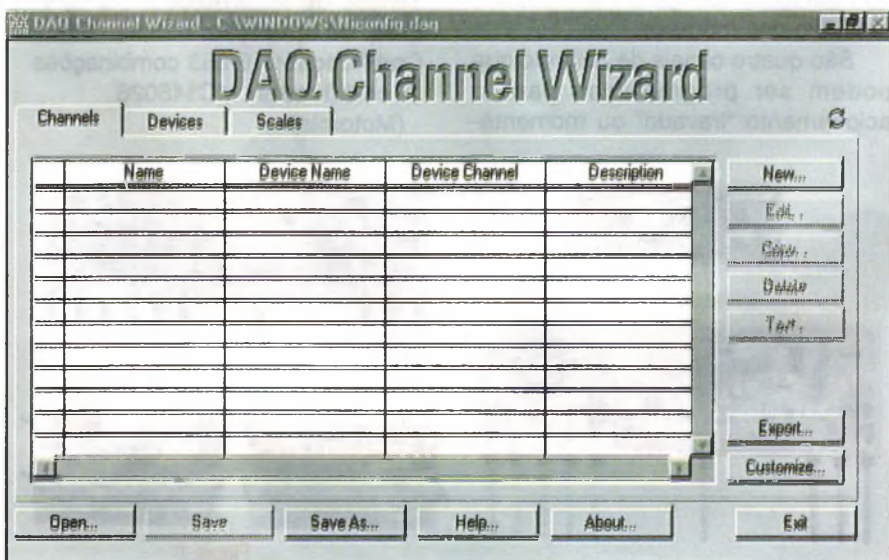 DAQ Channel Wizard - C:\WINDOWS\Niconfig.daq
DAQ Channel Wizard
Channels Devices Scales
Name Device Name Device Channel Description
New...
Edit...
Copy...
Delete
Test...
Export...
Customize...
Open... Save Save As... Help... About... Exit